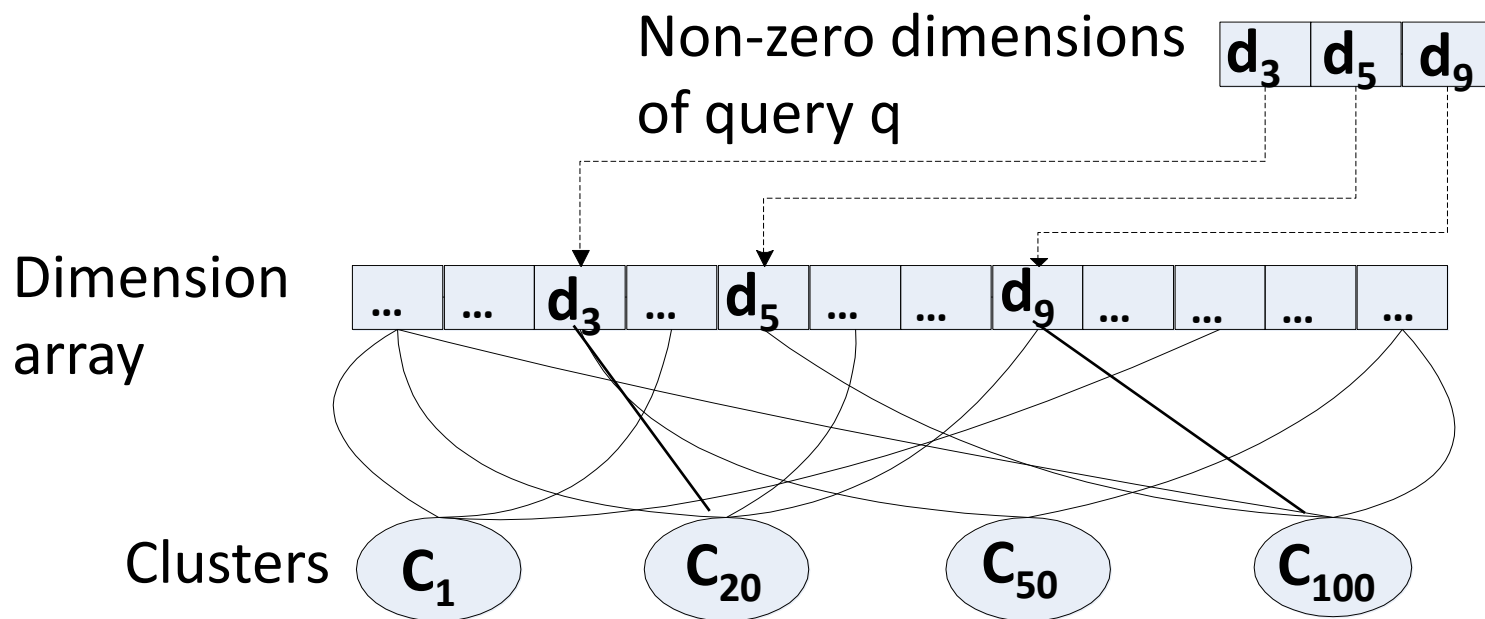 Non-zero dimensions d3 d5 d9
of query q
Dimension
array
... ... d3 ... d5 ... ... d9 ... ... ... ...
Clusters C1 C20 C50 C100